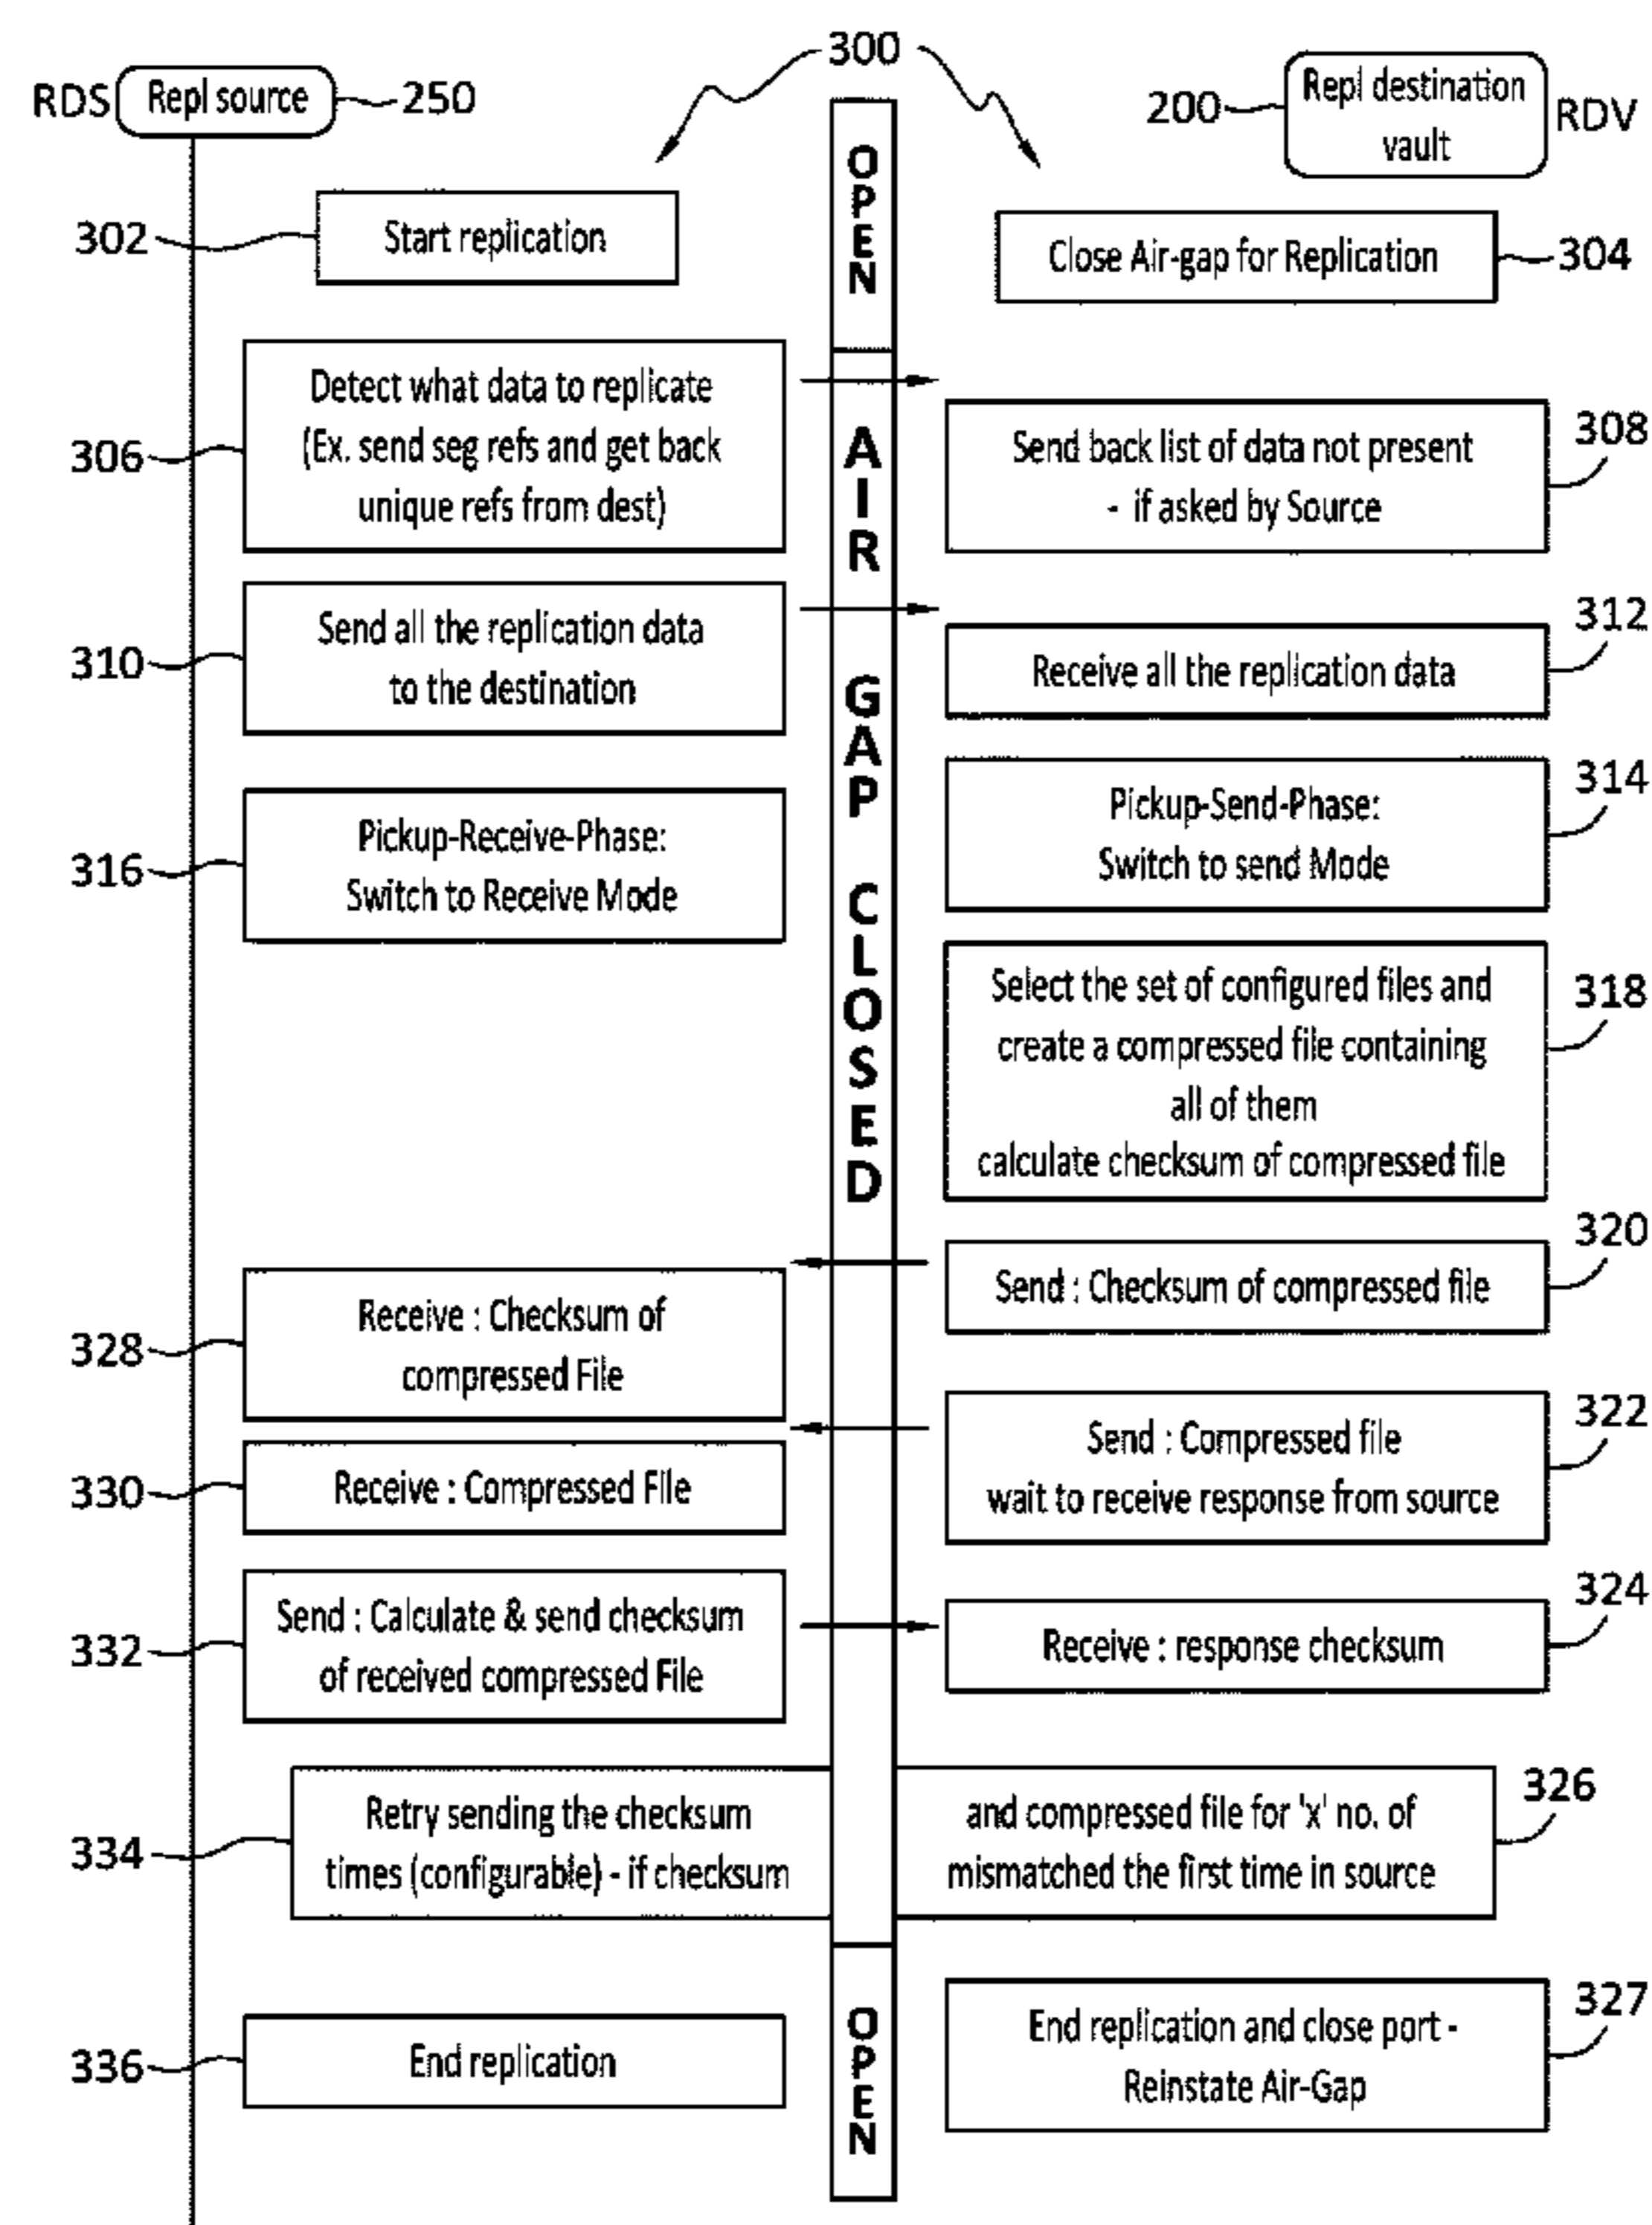 300
RDS
Repl source
250
200
Repl destination
vault
RDV
OPEN
302
Start replication
Close Air-gap for Replication
304
AIR GAP CLOSED
306
Detect what data to replicate
(Ex. send seg refs and get back
unique refs from dest)
Send back list of data not present
- if asked by Source
308
310
Send all the replication data
to the destination
Receive all the replication data
312
Pickup-Send-Phase:
Switch to send Mode
314
316
Pickup-Receive-Phase:
Switch to Receive Mode
Select the set of configured files and
create a compressed file containing
all of them
calculate checksum of compressed file
318
Send : Checksum of compressed file
320
328
Receive : Checksum of
compressed File
Send : Compressed file
wait to receive response from source
322
330
Receive : Compressed File
332
Send : Calculate & send checksum
of received compressed File
Receive : response checksum
324
334
Retry sending the checksum and compressed file for 'x' no. of
times (configurable) - if checksum mismatched the first time in source
326
OPEN
End replication and close port -
Reinstate Air-Gap
327
336
End replication